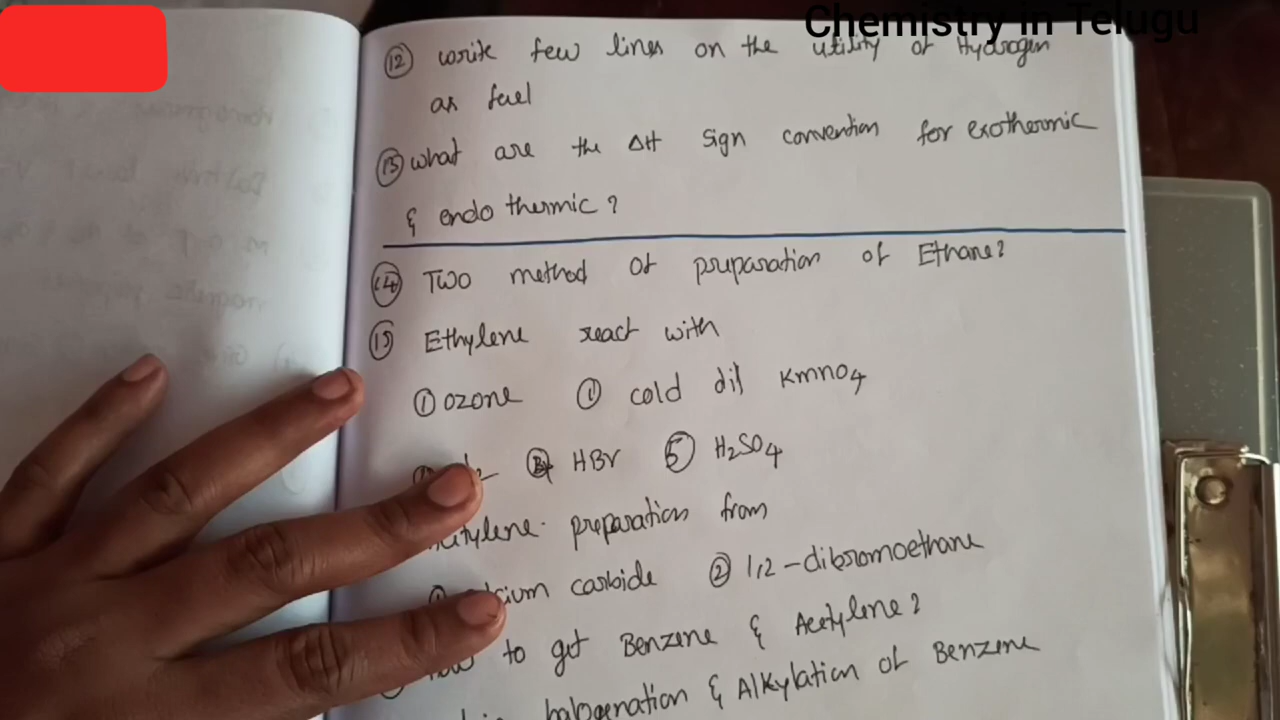 Chemistry in Telugu
(12) write few lines on the utility of Hydrogen
as fuel
(13) what are the ΔH sign convention for exothermic
& endo thermic ?
(14) Two method of preparation of Ethane?
(15) Ethylene react with
(1) ozone (1) cold dil KmnO4
HBr (5) H2SO4
preparation from
carbide (2) 1,2-dibromoethane
to get Benzene & Acetylene ?
halogenation & Alkylation of Benzene